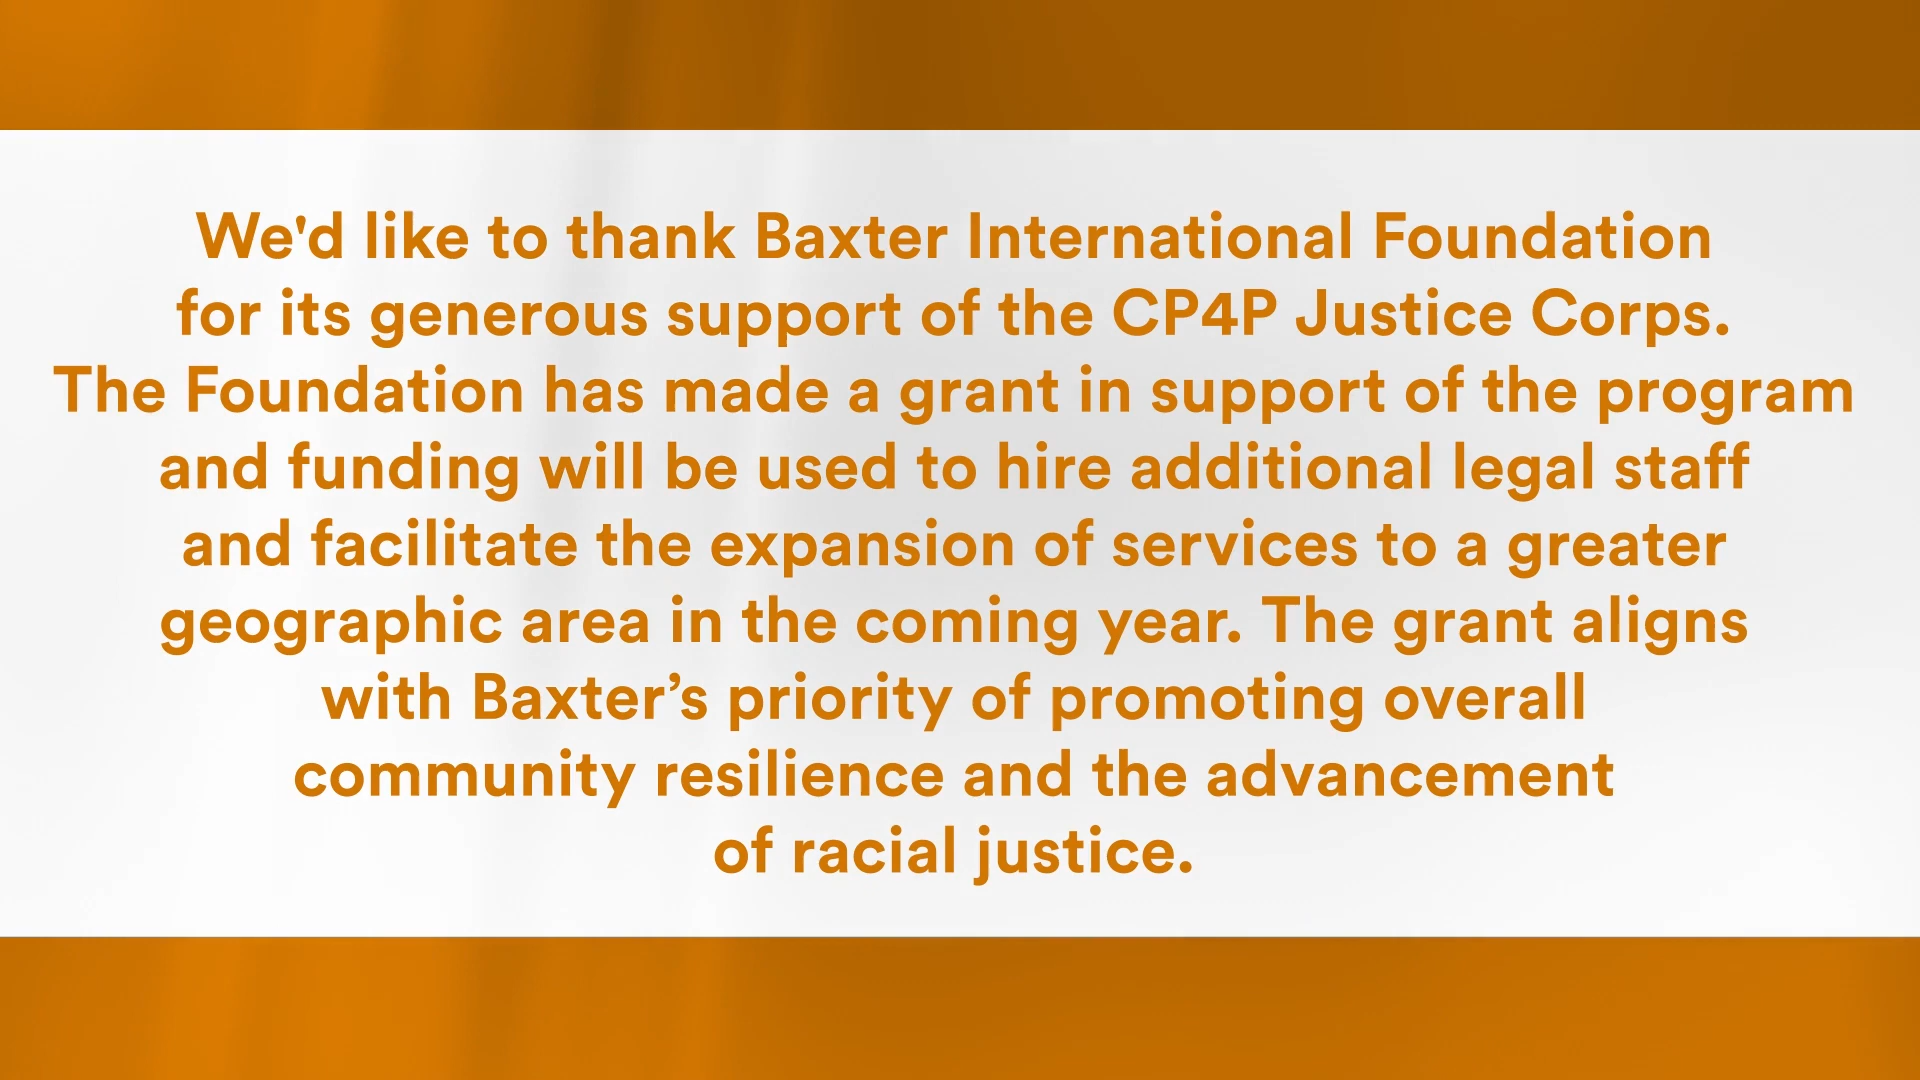 We'd like to thank Baxter International Foundation
for its generous support of the CP4P Justice Corps.
The Foundation has made a grant in support of the program
and funding will be used to hire additional legal staff
and facilitate the expansion of services to a greater
geographic area in the coming year. The grant aligns
with Baxter’s priority of promoting overall
community resilience and the advancement
of racial justice.